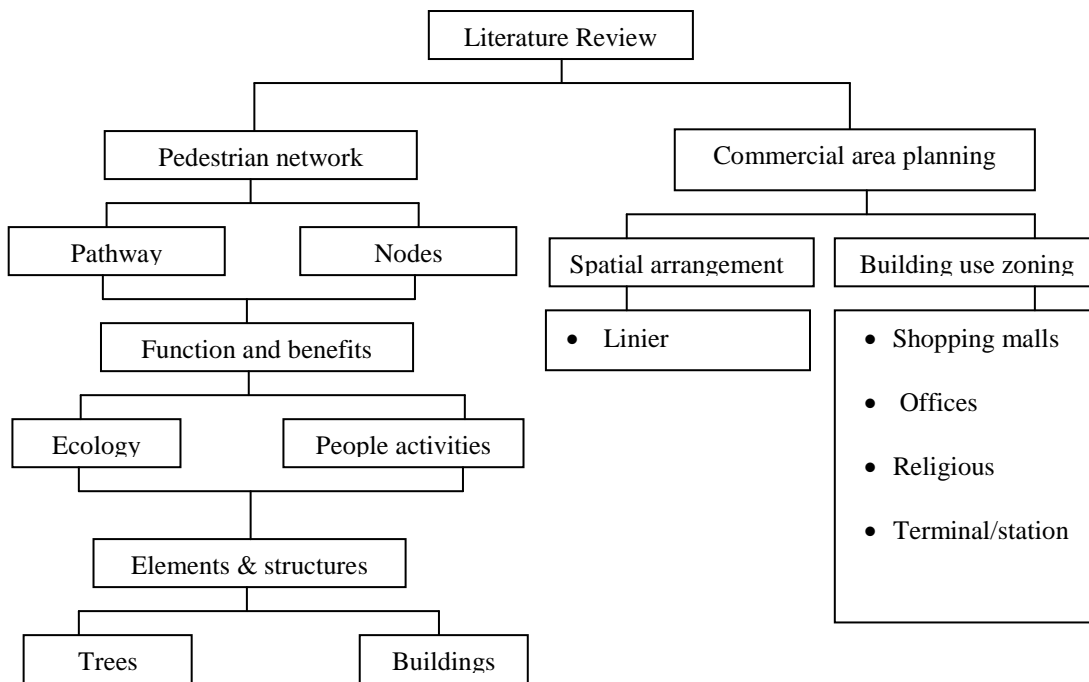 Literature Review
Pedestrian network
Commercial area planning
Pathway
Nodes
Spatial arrangement
Building use zoning
• Linier
Function and benefits
• Shopping malls
• Offices
• Religious
• Terminal/station
Ecology
People activities
Elements & structures
Trees
Buildings